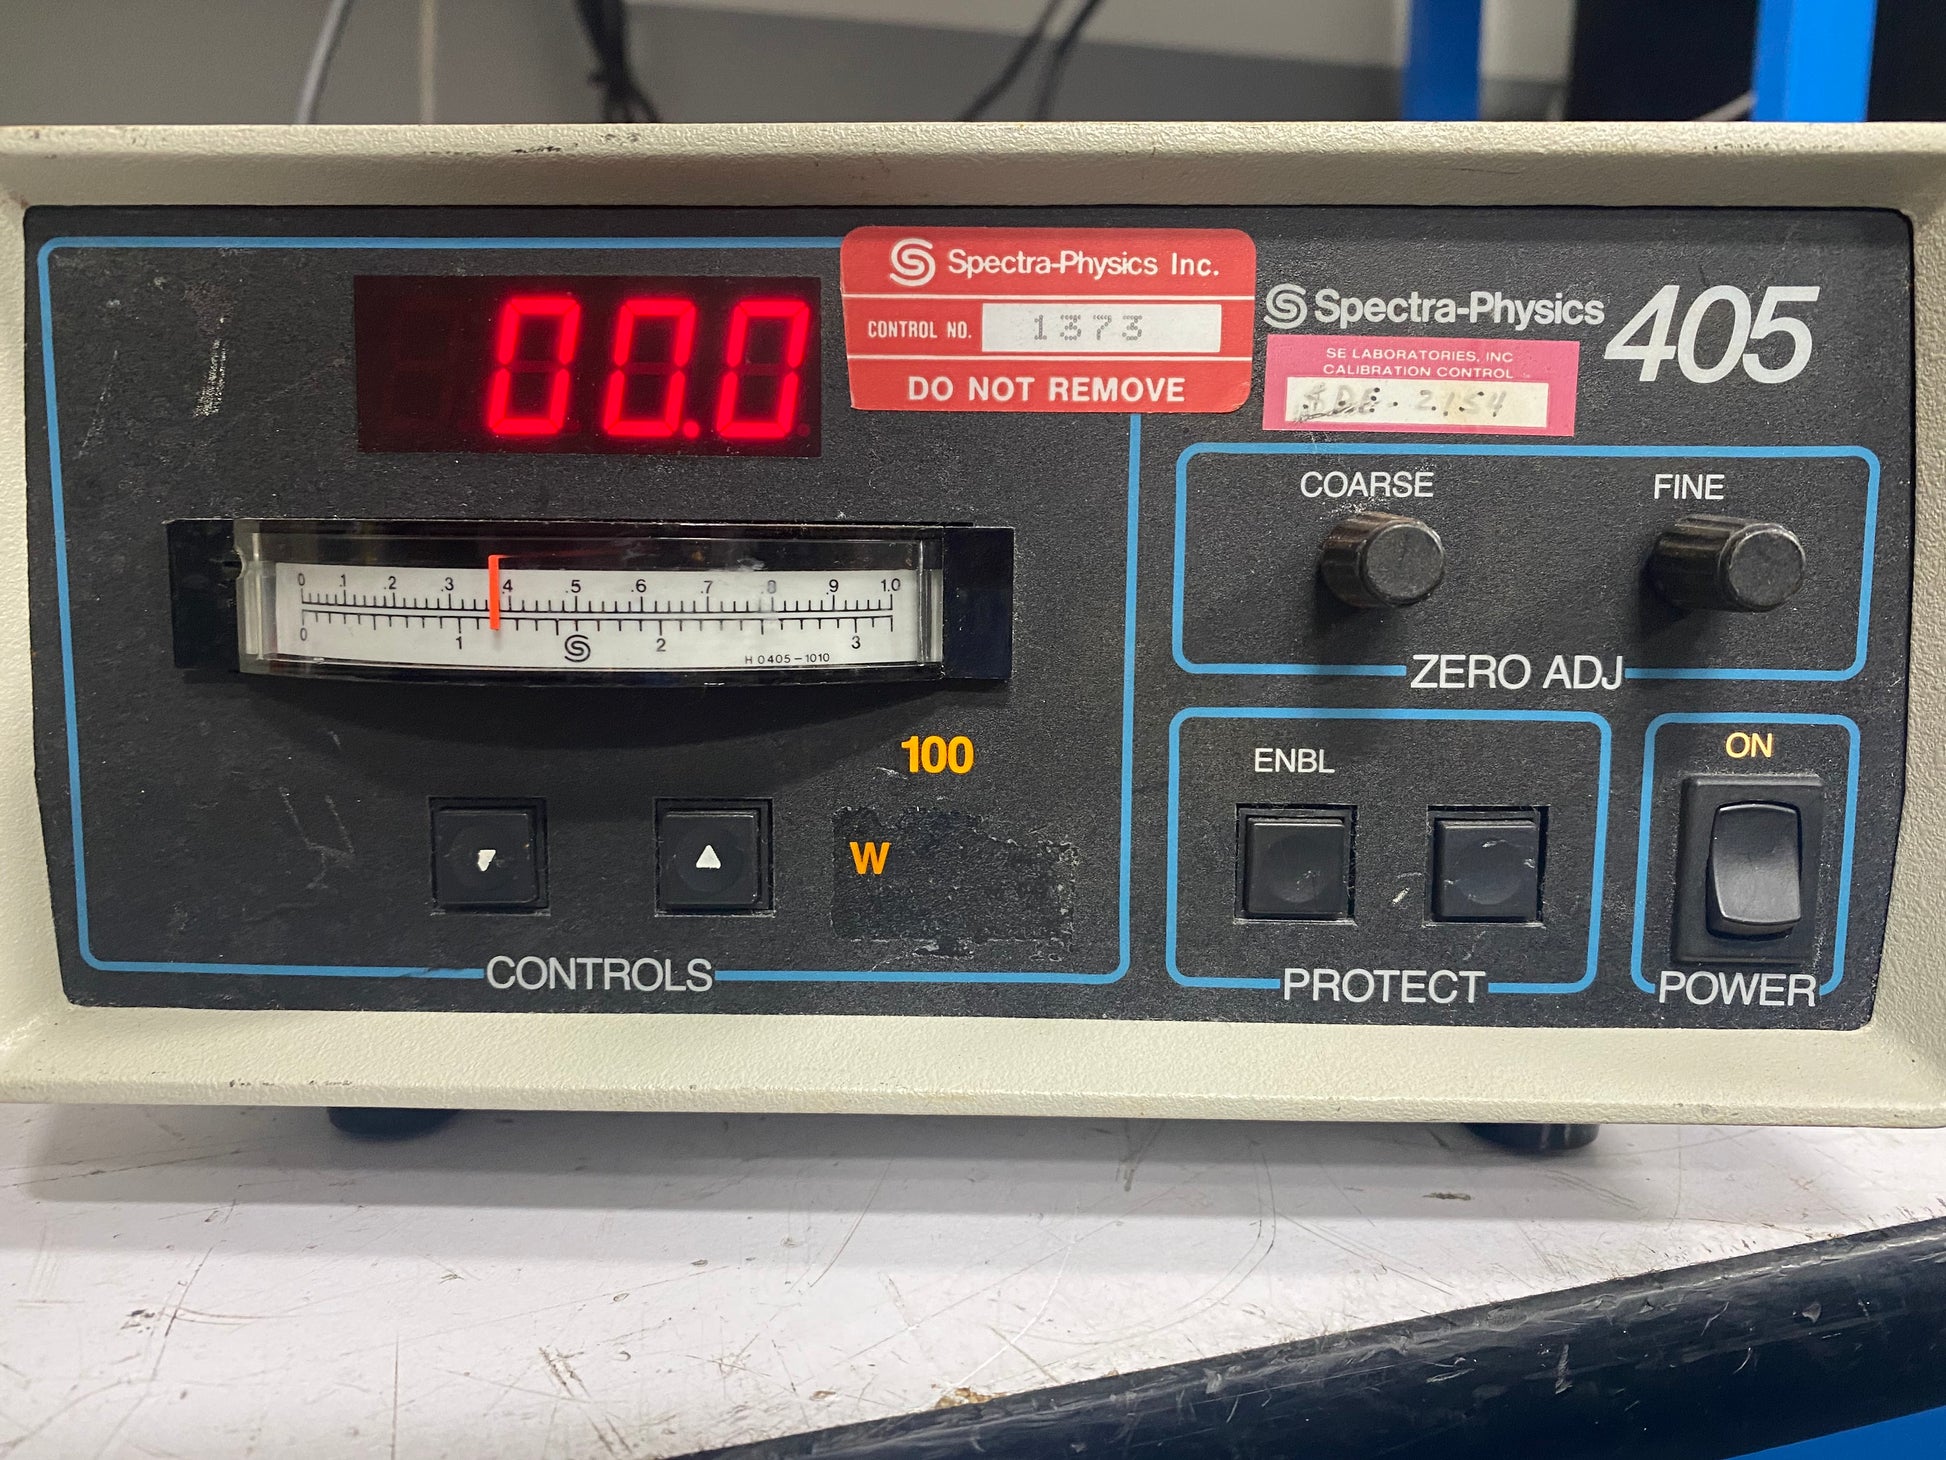 00.0
Spectra-Physics Inc.
CONTROL NO. 1373
DO NOT REMOVE
Spectra-Physics 405
SE LABORATORIES, INC
CALIBRATION CONTROL
2154
COARSE FINE
ZERO ADJ
0 .1 .2 .3 .4 .5 .6 .7 .8 .9 1.0
0 1 2 3
H 0405-1010
100
W
CONTROLS
ENBL
PROTECT
ON
POWER